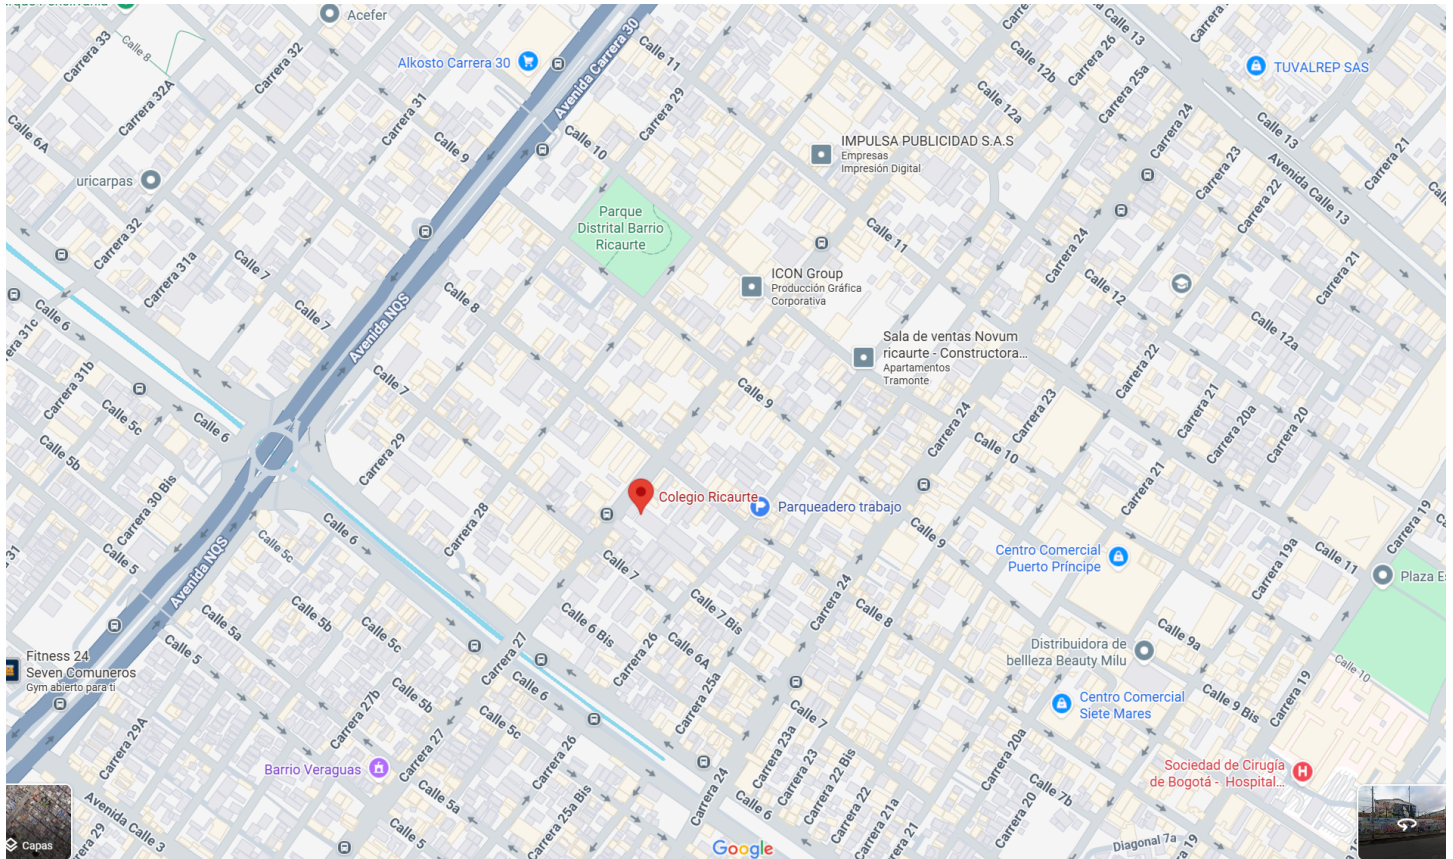 Acefer
Calle 8
Carrera 33
Carrera 32
Carrera 32A
Calle 6A
Alkosto Carrera 30
Avenida Carrera 30
Carrera 31
Calle 9
Calle 11
Carrera 29
Calle 10
Calle 13
Calle 12b
Carrera 26
Carrera 25a
Calle 12a
Carrera 24
TUVALREP SAS
Calle 13
Carrera 21
Avenida Calle 13
Carrera 23
Carrera 22
IMPULSA PUBLICIDAD S.A.S
Empresas
Impresión Digital
uricarpas
Carrera 32
Carrera 31a
Calle 7
Calle 7
Parque
Distrital Barrio
Ricaurte
Calle 11
Carrera 24
Carrera 21
Calle 12
Calle 12a
ICON Group
Producción Gráfica
Corporativa
Calle 8
Avenida NQS
Calle 6
Carrera 31b
Calle 5c
Calle 6
Calle 5b
Sala de ventas Novum
ricaurte - Constructora...
Apartamentos
Tramonte
Carrera 22
Carrera 21
Carrera 20a
Carrera 20
Calle 7
Calle 9
Carrera 24
Carrera 23
Calle 10
Carrera 29
Carrera 28
Carrera 30 Bis
Calle 5c
Calle 6
Calle 5
Avenida NQS
Colegio Ricaurte
Parqueadero trabajo
Calle 9
Carrera 21
Centro Comercial
Puerto Príncipe
Carrera 19
Calle 11
Carrera 19a
Calle 7
Calle 7 Bis
Calle 6 Bis
Calle 6A
Carrera 26
Carrera 24
Calle 8
Calle 9a
Distribuidora de
bellleza Beauty Milu
Calle 10
Calle 5a
Calle 5b
Calle 5c
Calle 5
Fitness 24
Seven Comuneros
Gym abierto para ti
Carrera 27
Calle 6
Carrera 25a
Calle 7
Centro Comercial
Siete Mares
Calle 9 Bis
Carrera 19
Carrera 29A
Carrera 27b
Calle 5b
Calle 5c
Carrera 27
Carrera 26
Barrio Veraguas
Carrera 23a
Carrera 23
Carrera 22 Bis
Carrera 22
Carrera 21a
Carrera 21
Carrera 20a
Carrera 20
Calle 7b
Sociedad de Cirugía
de Bogotá - Hospital...
Avenida Calle 3
Calle 5
Carrera 25a Bis
Calle 5a
Carrera 24
Calle 6
Diagonal 7a
Capas
Google